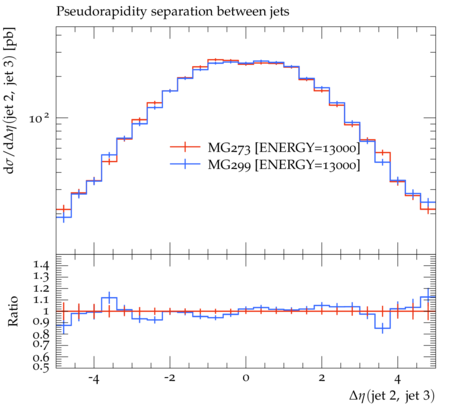 Pseudorapidity separation between jets
dσ/dΔη(jet 2, jet 3) [pb]
10²
MG273 [ENERGY=13000]
MG299 [ENERGY=13000]
Ratio
1.4
1.3
1.2
1.1
1
0.9
0.8
0.7
0.6
0.5
-4 -2 0 2 4
Δη(jet 2, jet 3)